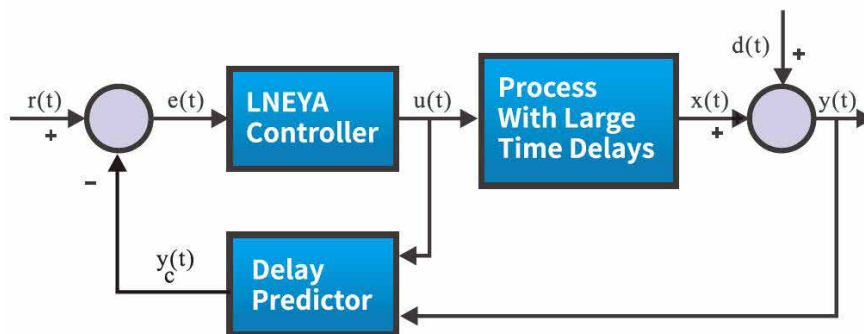 d(t)
+
r(t)
+
e(t)
LNEYA
Controller
u(t)
Process
With Large
Time Delays
x(t)
+
y(t)
-
y(t)
c
Delay
Predictor